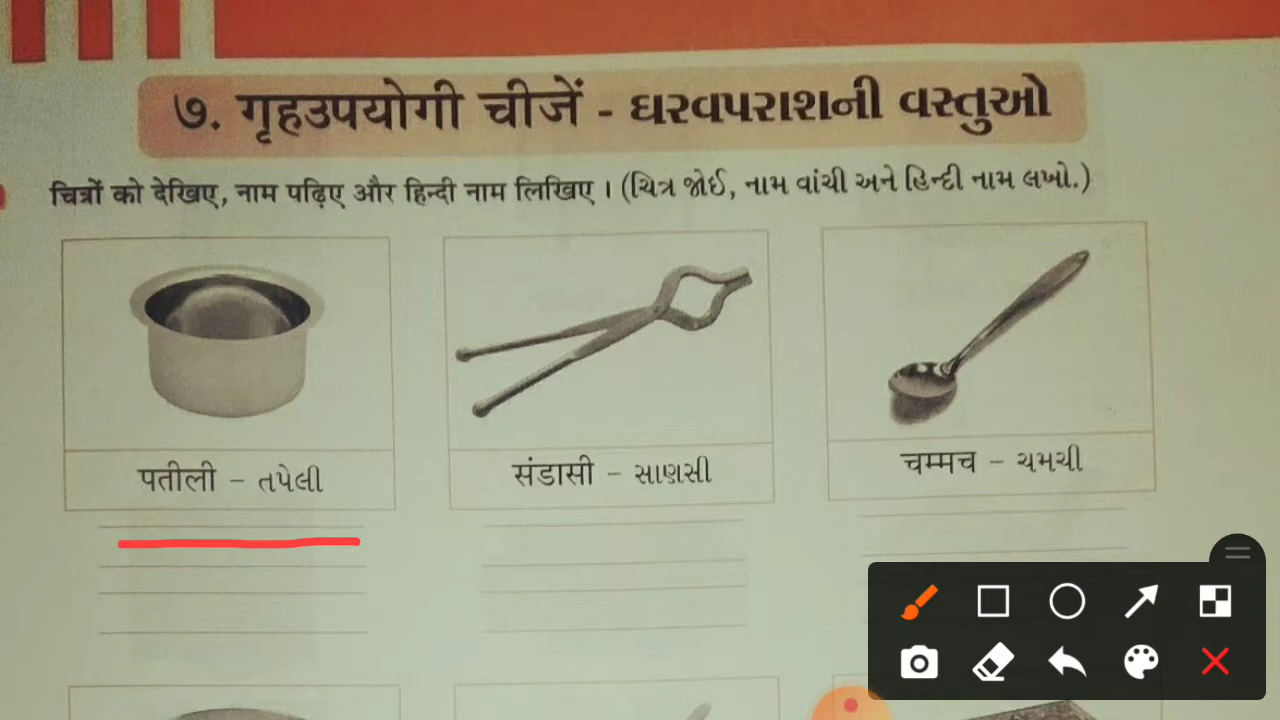 ७. गृहउपयोगी चीजें - ઘરવપરાશની વસ્તુઓ
चित्रों को देखिए, नाम पढ़िए और हिन्दी नाम लिखिए । (ચિત્ર જોઈ, નામ વાંચી અને હિન્દી નામ લખો.)
पतीली - તપેલી
संडासी - સાણસી
चम्मच - ચમચી